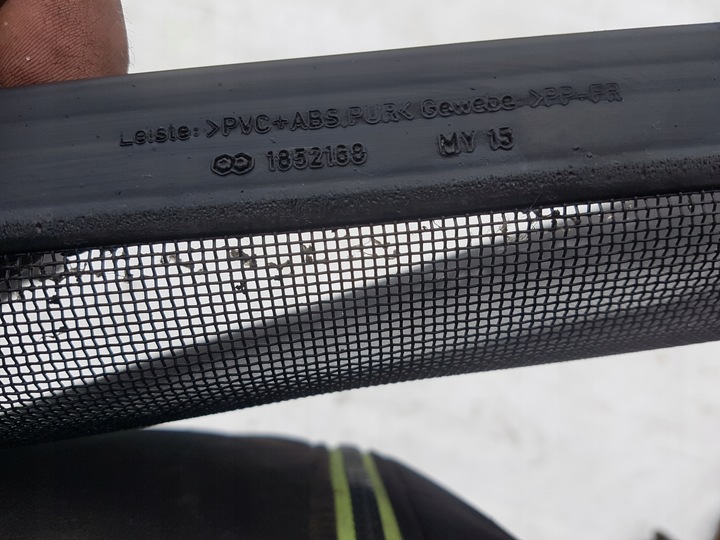 Leiste: >PVC+ABS,PUR< Gewebe >PP-FR
1852168 MY 15